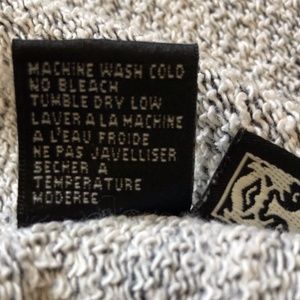 MACHINE WASH COLD
NO BLEACH
TUMBLE DRY LOW
LAVER A LA MACHINE
A L'EAU FROIDE
NE PAS JAVELLISER
SECHER A
TEMPERATURE
MODEREE